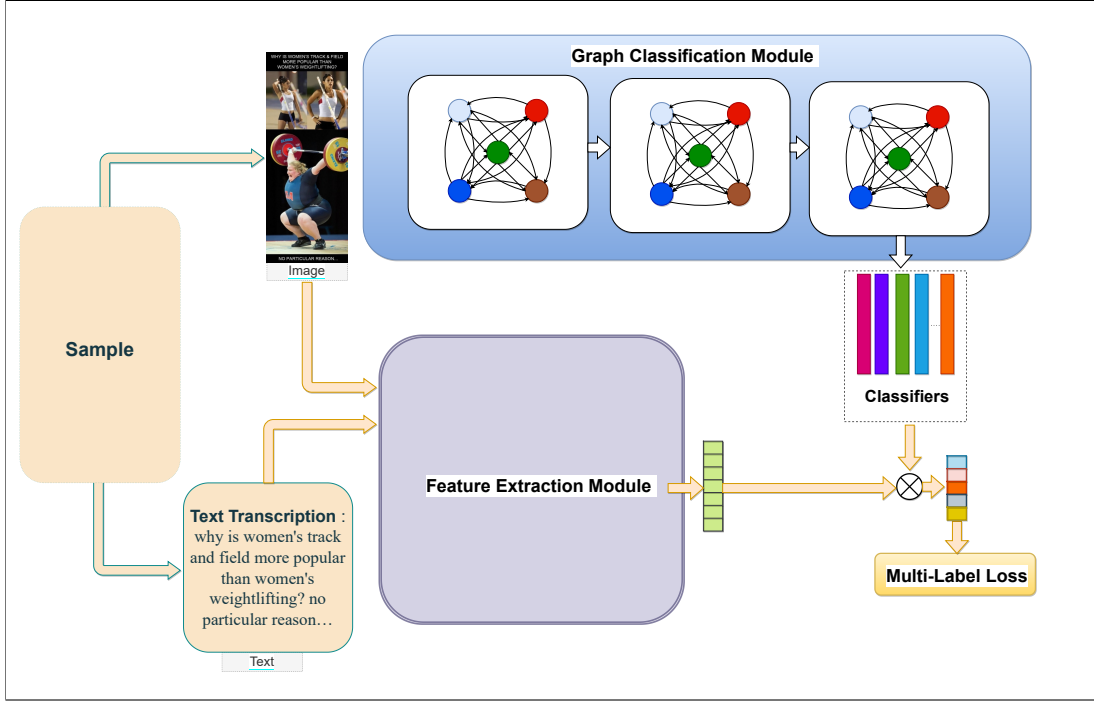 WHY IS WOMEN'S TRACK & FIELD
MORE POPULAR THAN
WOMEN'S WEIGHTLIFTING?
NO PARTICULAR REASON...
Image
Graph Classification Module
Sample
Classifiers
Feature Extraction Module
Text Transcription :
why is women's track
and field more popular
than women's
weightlifting? no
particular reason…
Text
Multi-Label Loss